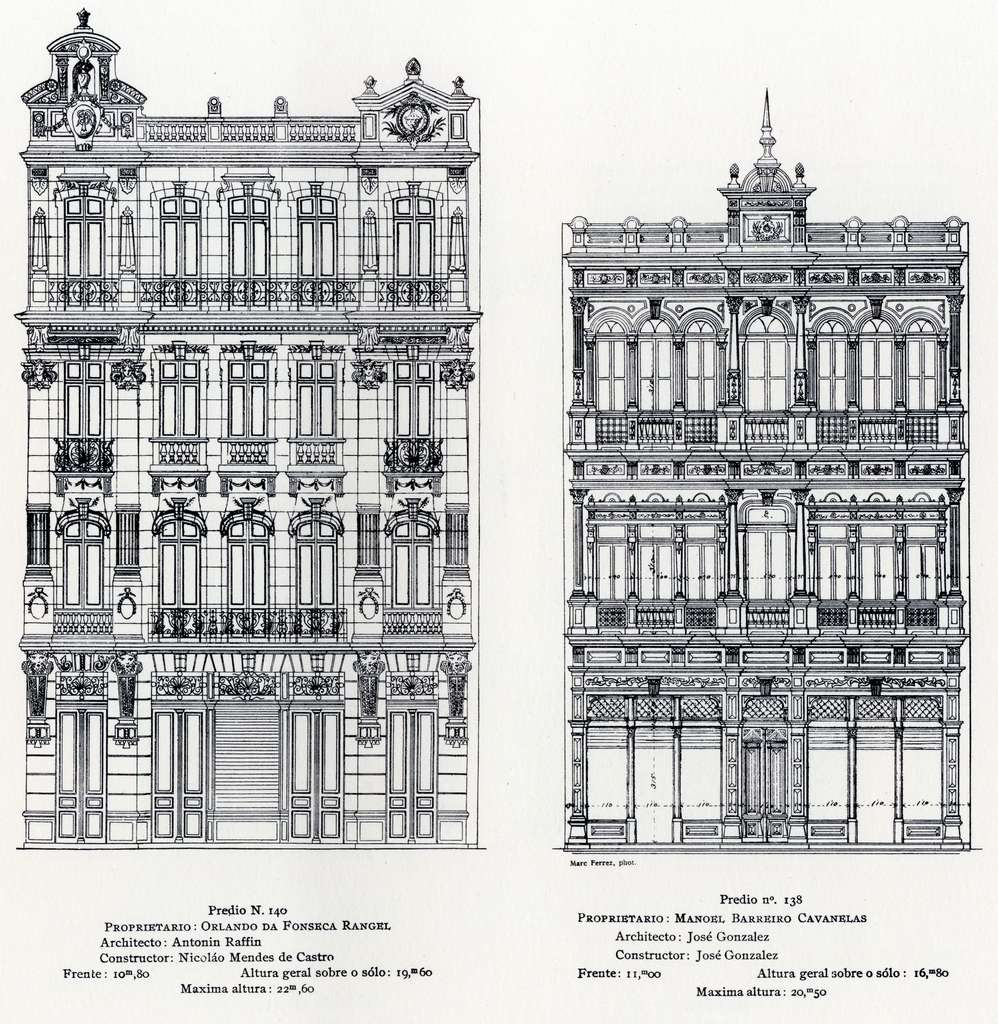 Predio N. 140
PROPRIETARIO: ORLANDO DA FONSECA RANGEL
Architecto: Antonin Raffin
Constructor: Nicoláo Mendes de Castro
Frente: 10ᵐ,80 Altura geral sobre o sólo: 19,ᵐ60
Maxima altura: 22ᵐ,60
Marc Ferrez, phot.
Predio nº. 138
PROPRIETARIO: MANOEL BARREIRO CAVANELAS
Architecto: José Gonzalez
Constructor: José Gonzalez
Frente: 11,ᵐ00 Altura geral sobre o sólo: 16,ᵐ80
Maxima altura: 20,ᵐ50